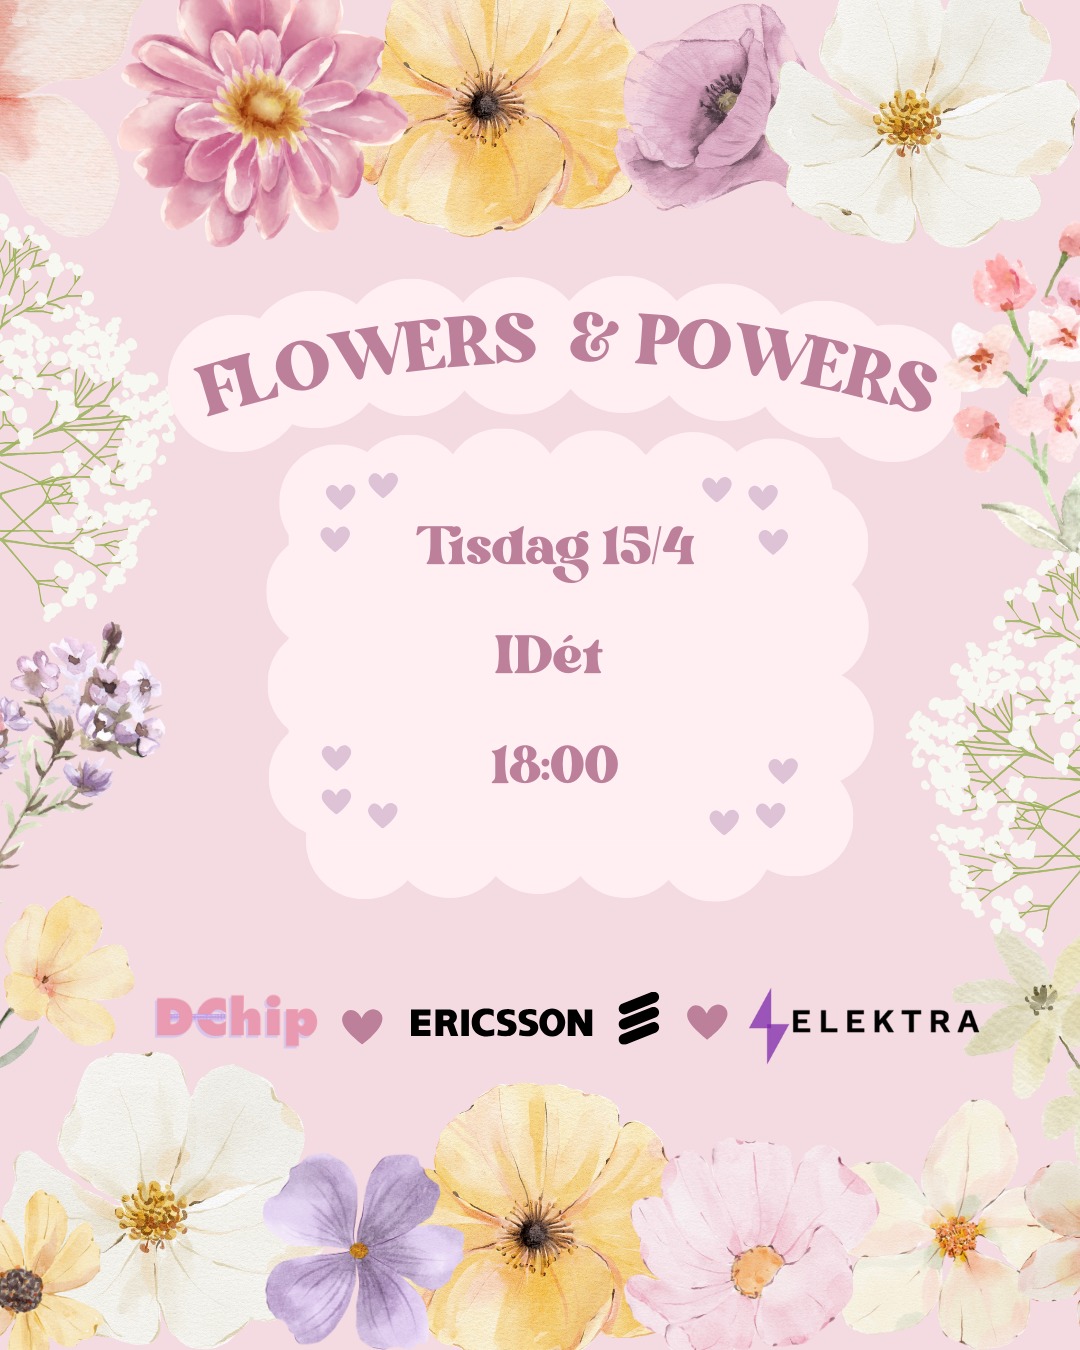 FLOWERS & POWERS
Tisdag 15/4
IDét
18:00
DChip ERICSSON ELEKTRA